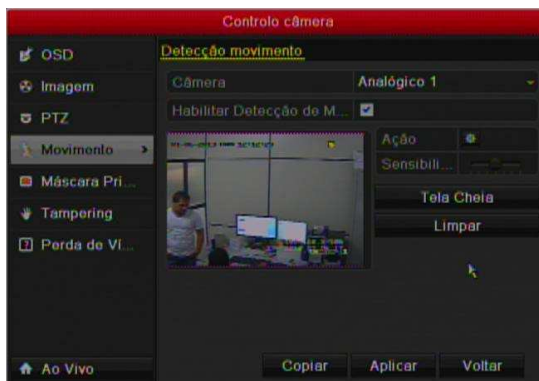 Controlo câmera
OSD
Imagem
PTZ
Movimento
Máscara Pri...
Tampering
Perda de Ví...
Ao Vivo
Detecção movimento
Câmera Analógico 1
Habilitar Detecção de M...
Ação
Sensibili...
Tela Cheia
Limpar
Copiar Aplicar Voltar